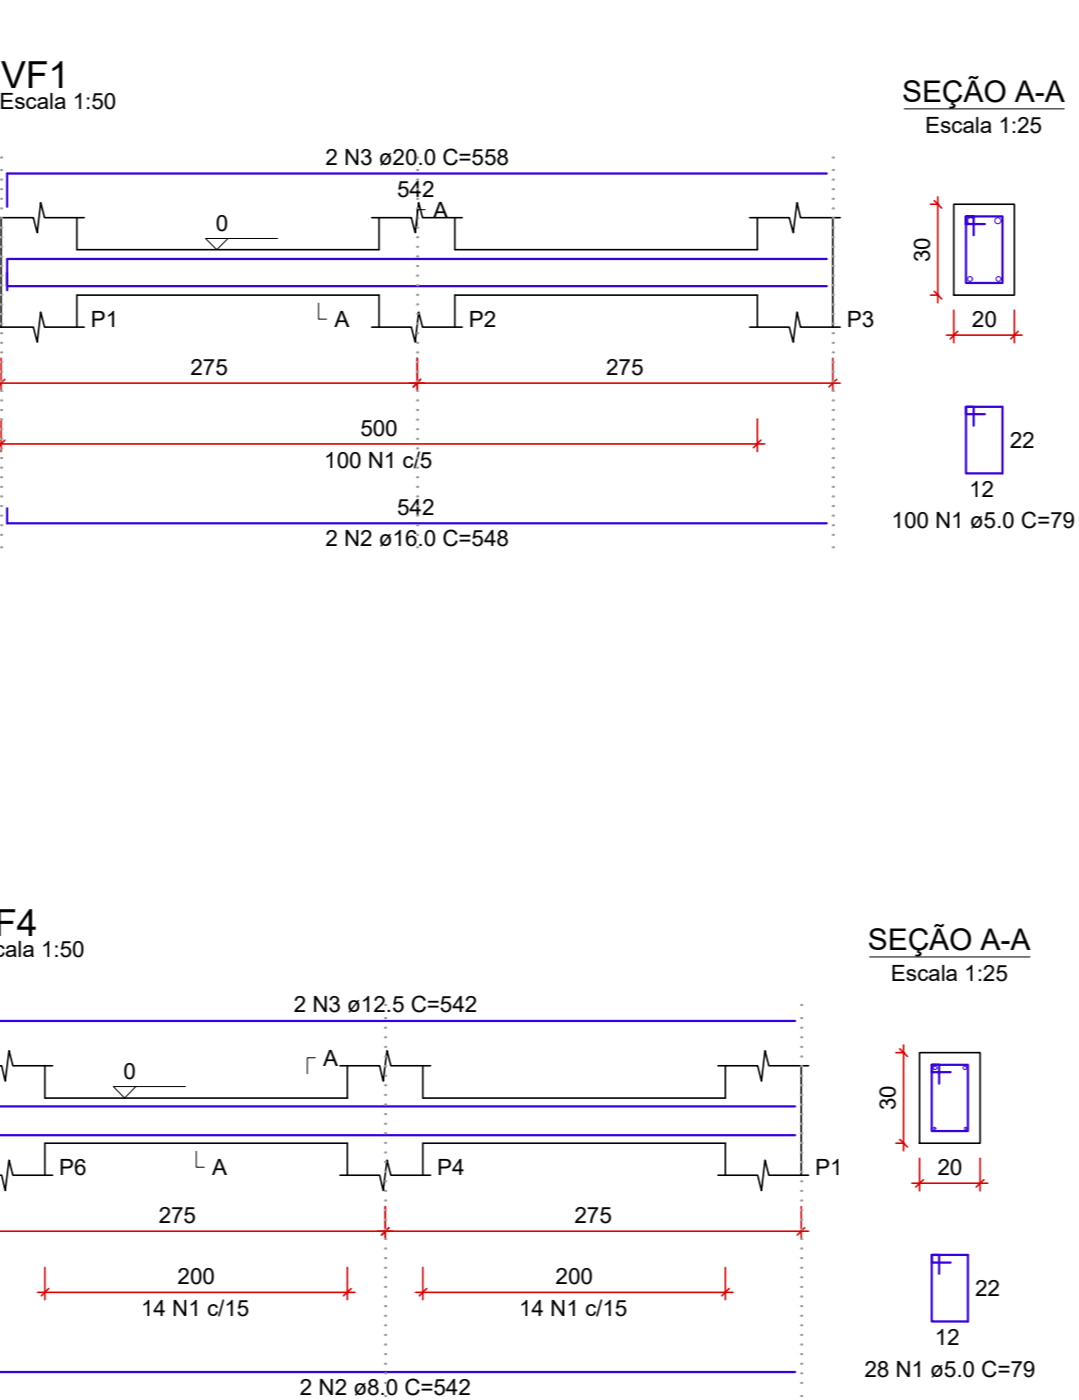 VF1
Escala 1:50
SEÇÃO A-A
Escala 1:25
2 N3 ø20.0 C=558
542
A
0
P1
A
P2
P3
30
20
275
275
500
100 N1 c/5
22
12
100 N1 ø5.0 C=79
542
2 N2 ø16.0 C=548
F4
cala 1:50
SEÇÃO A-A
Escala 1:25
2 N3 ø12.5 C=542
A
0
P6
A
P4
P1
30
20
275
275
200
14 N1 c/15
200
14 N1 c/15
22
12
28 N1 ø5.0 C=79
2 N2 ø8.0 C=542